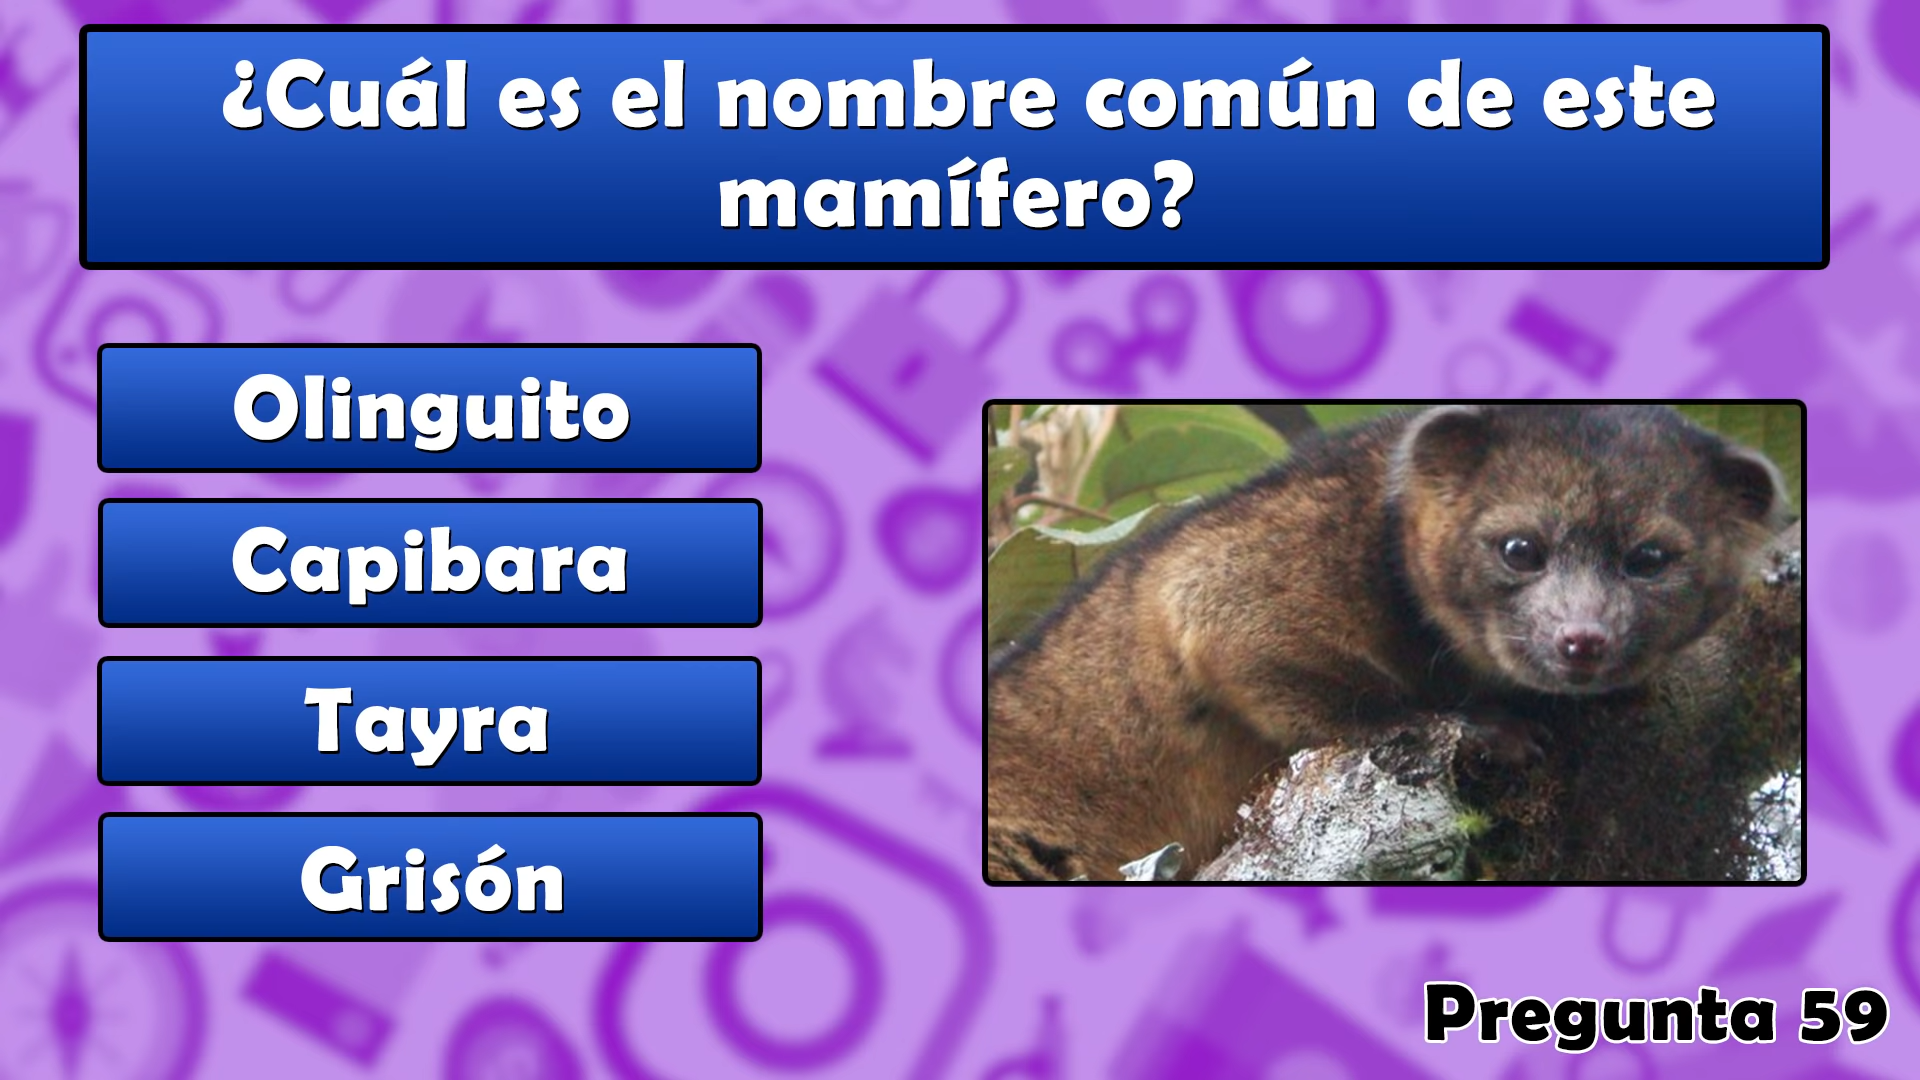 ¿Cuál es el nombre común de este
mamífero?
Olinguito
Capibara
Tayra
Grisón
Pregunta 59